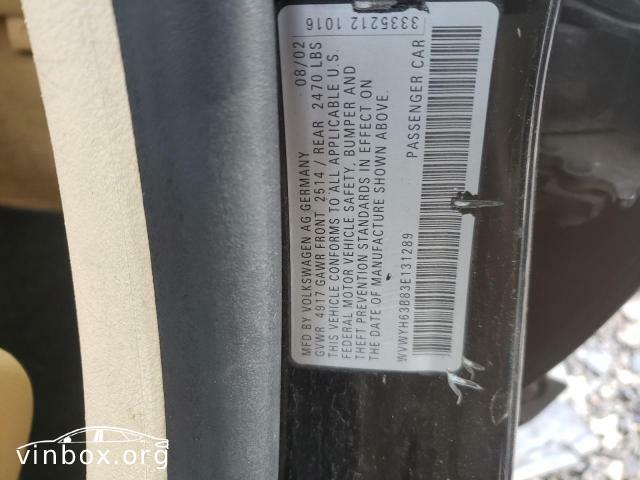 MFD BY VOLKSWAGEN AG GERMANY 08/02
GVWR 4917 GAWR FRONT 2514 / REAR 2470 LBS
THIS VEHICLE CONFORMS TO ALL APPLICABLE U.S.
FEDERAL MOTOR VEHICLE SAFETY, BUMPER AND
THEFT PREVENTION STANDARDS IN EFFECT ON
THE DATE OF MANUFACTURE SHOWN ABOVE.
WVWYH63B83E131289 PASSENGER CAR
3335212 1016
vinbox.org